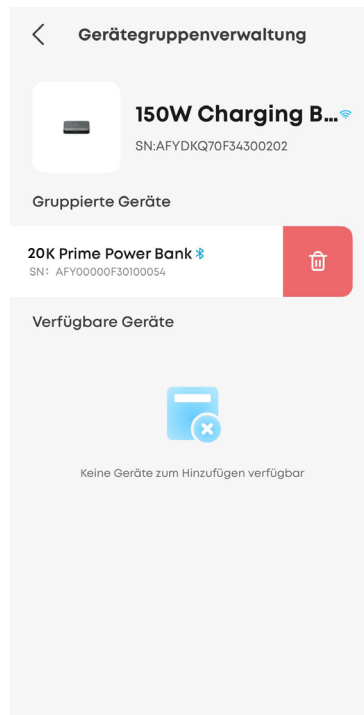 Gerätegruppenverwaltung
150W Charging B...
SN:AFYDKQ70F34300202
Gruppierte Geräte
20K Prime Power Bank
SN: AFY00000F30100054
Verfügbare Geräte
Keine Geräte zum Hinzufügen verfügbar